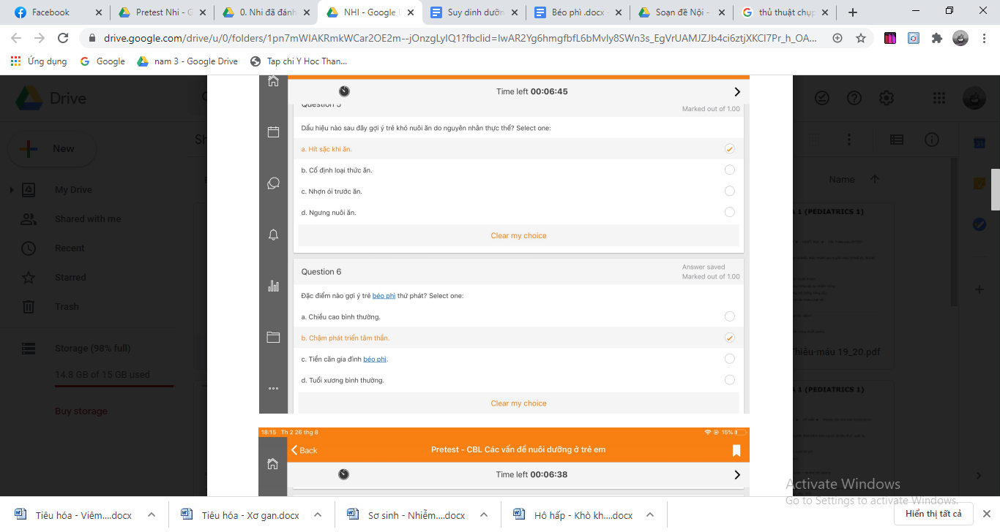 Facebook
Pretest Nhi - G
0. Nhi đã đánh
NHI - Google D
Suy dinh dưỡn
Béo phì .docx
Soạn đề Nội -
thủ thuật chụp
drive.google.com/drive/u/0/folders/1pn7mWIAKRmkWCar2OE2m--jOnzgLyIQ1?fbclid=IwAR2Yg6hmgfbfL6bMvIy8SWn3s_EgVrUAMJZJb4ci6ztjXKCI7Pr_h_OA...
Ứng dụng
Google
nam 3 - Google Drive
Tạp chi Y Hoc Than...
Drive
New
My Drive
Shared with me
Recent
Starred
Trash
Storage (98% full)
14.8 GB of 15 GB used
Buy storage
Time left 00:06:45
Question 5
Marked out of 1.00
Dấu hiệu nào sau đây gợi ý trẻ khó nuôi ăn do nguyên nhân thực thể? Select one:
a. Hít sặc khi ăn.
b. Cố định loại thức ăn.
c. Nhợn ói trước ăn.
d. Ngưng nuôi ăn.
Clear my choice
Question 6
Answer saved
Marked out of 1.00
Đặc điểm nào gợi ý trẻ béo phì thứ phát? Select one:
a. Chiều cao bình thường.
b. Chậm phát triển tâm thần.
c. Tiền căn gia đình béo phì.
d. Tuổi xương bình thường.
Clear my choice
18:15 Th 2 26 thg 8
15%
Back
Pretest - CBL Các vấn đề nuôi dưỡng ở trẻ em
Time left 00:06:38
Name
1 (PEDIATRICS 1)
hiêu-máu 19_20.pdf
1 (PEDIATRICS 1)
Activate Windows
Go to Settings to activate Windows.
Tiêu hóa - Viêm....docx
Tiêu hóa - Xơ gan.docx
Sơ sinh - Nhiễm....docx
Hô hấp - Khò kh....docx
Hiển thị tất cả